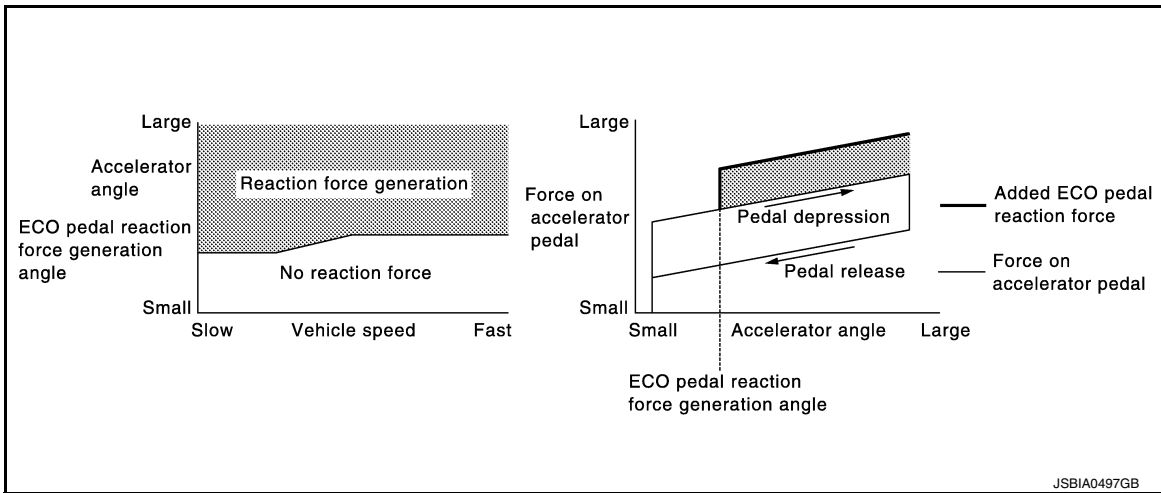 Large
Accelerator
angle
Reaction force generation
ECO pedal reaction
force generation
angle
No reaction force
Small
Slow
Vehicle speed
Fast
Large
Force on
accelerator
pedal
Pedal depression
Pedal release
Small
Small
Accelerator angle
Large
ECO pedal reaction
force generation angle
Added ECO pedal
reaction force
Force on
accelerator pedal
JSBIA0497GB